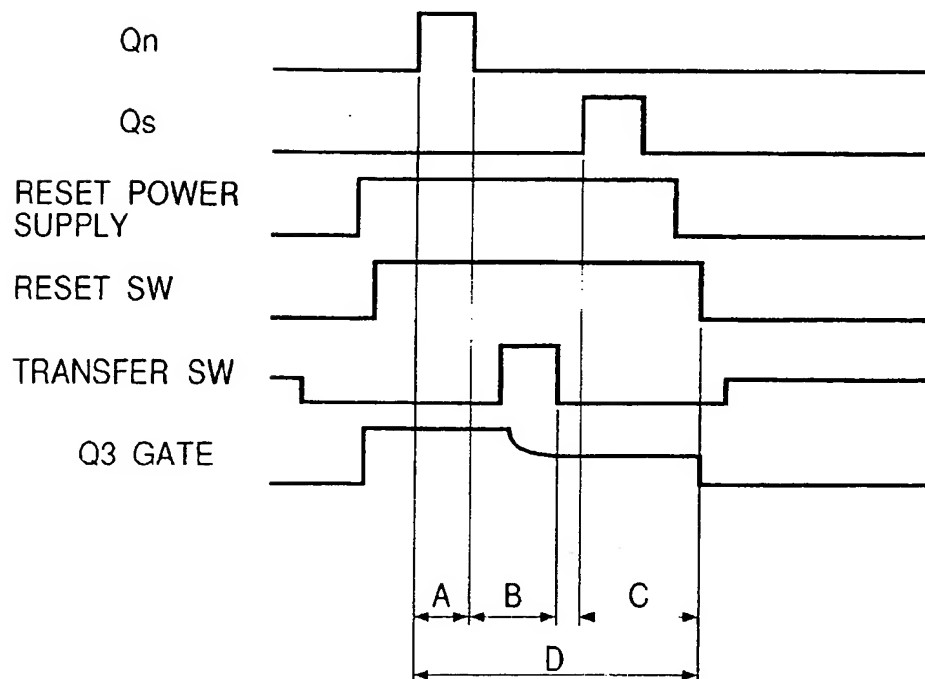 Qn
Qs
RESET POWER
SUPPLY
RESET SW
TRANSFER SW
Q3 GATE
A B C
D